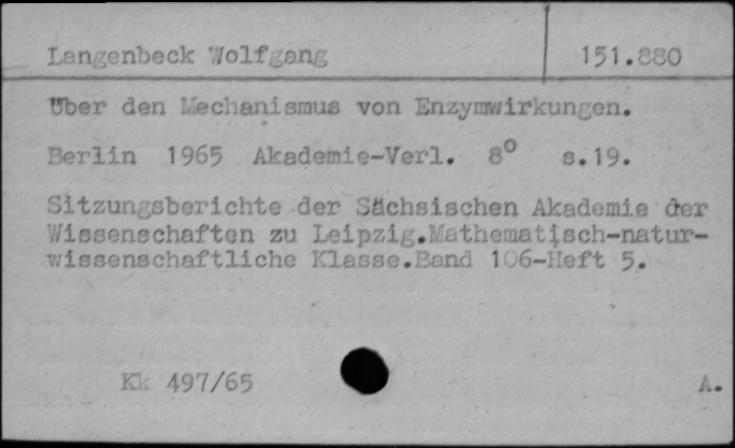 Langenbeck Wolfgang 151.880
Über den Mechanismus von Enzymwirkungen.
Berlin 1965 Akademie-Verl. 8° s.19.
Sitzungsberichte der Sächsischen Akademie der
Wissenschaften zu Leipzig.Mathematisch-natur-
wissenschaftliche Klasse.Band 106-Heft 5.
Kk 497/65 A.